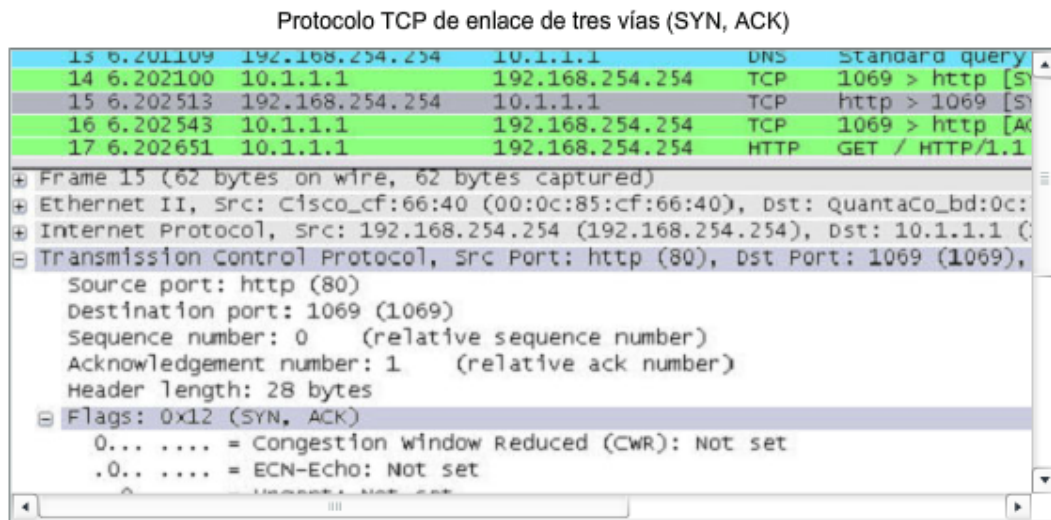 Protocolo TCP de enlace de tres vías (SYN, ACK)
13 6.201109 192.168.254.254 10.1.1.1 DNS Standard query
14 6.202100 10.1.1.1 192.168.254.254 TCP 1069 > http [SY
15 6.202513 192.168.254.254 10.1.1.1 TCP http > 1069 [SY
16 6.202543 10.1.1.1 192.168.254.254 TCP 1069 > http [AC
17 6.202651 10.1.1.1 192.168.254.254 HTTP GET / HTTP/1.1
Frame 15 (62 bytes on wire, 62 bytes captured)
Ethernet II, Src: Cisco_cf:66:40 (00:0c:85:cf:66:40), Dst: QuantaCo_bd:0c:
Internet Protocol, Src: 192.168.254.254 (192.168.254.254), Dst: 10.1.1.1 (
Transmission Control Protocol, Src Port: http (80), Dst Port: 1069 (1069),
Source port: http (80)
Destination port: 1069 (1069)
Sequence number: 0 (relative sequence number)
Acknowledgement number: 1 (relative ack number)
Header length: 28 bytes
Flags: 0x12 (SYN, ACK)
0... .... = Congestion Window Reduced (CWR): Not set
.0.. .... = ECN-Echo: Not set